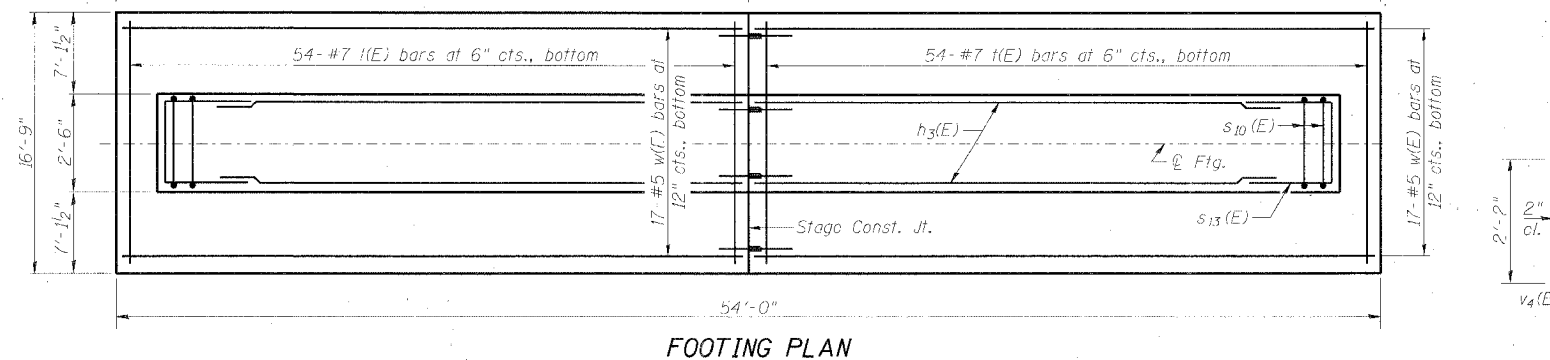 54-#7 t(E) bars at 6" cts., bottom
54-#7 t(E) bars at 6" cts., bottom
7'-1½"
2'-6"
16'-9"
7'-1½"
17-#5 w(E) bars at
12" cts., bottom
h3(E)
s10(E)
℄ Ftg.
s13(E)
Stage Const. Jt.
17-#5 w(E) bars at
12" cts., bottom
2'-2"
2"
cl.
v4(E
54'-0"
FOOTING PLAN